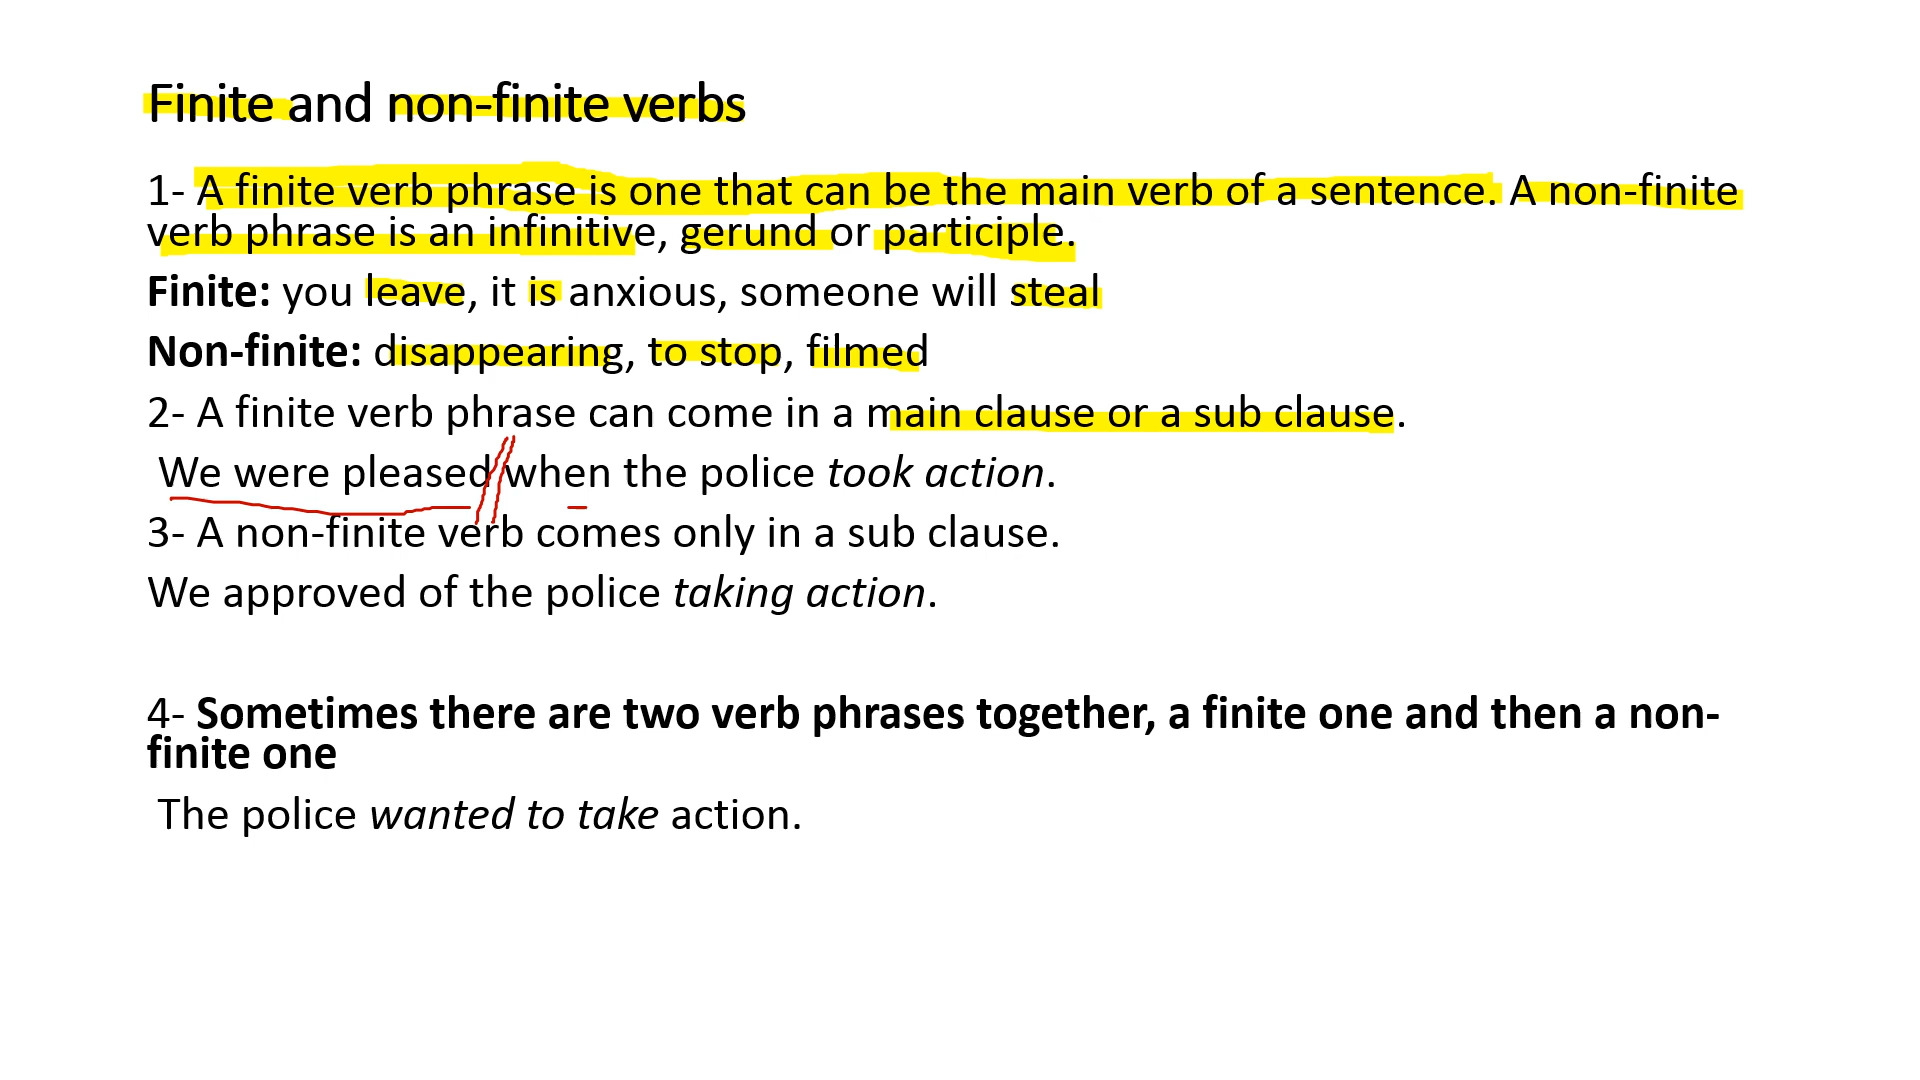 Finite and non-finite verbs
1- A finite verb phrase is one that can be the main verb of a sentence. A non-finite
verb phrase is an infinitive, gerund or participle.
Finite: you leave, it is anxious, someone will steal
Non-finite: disappearing, to stop, filmed
2- A finite verb phrase can come in a main clause or a sub clause.
We were pleased when the police took action.
3- A non-finite verb comes only in a sub clause.
We approved of the police taking action.
4- Sometimes there are two verb phrases together, a finite one and then a non-
finite one
The police wanted to take action.